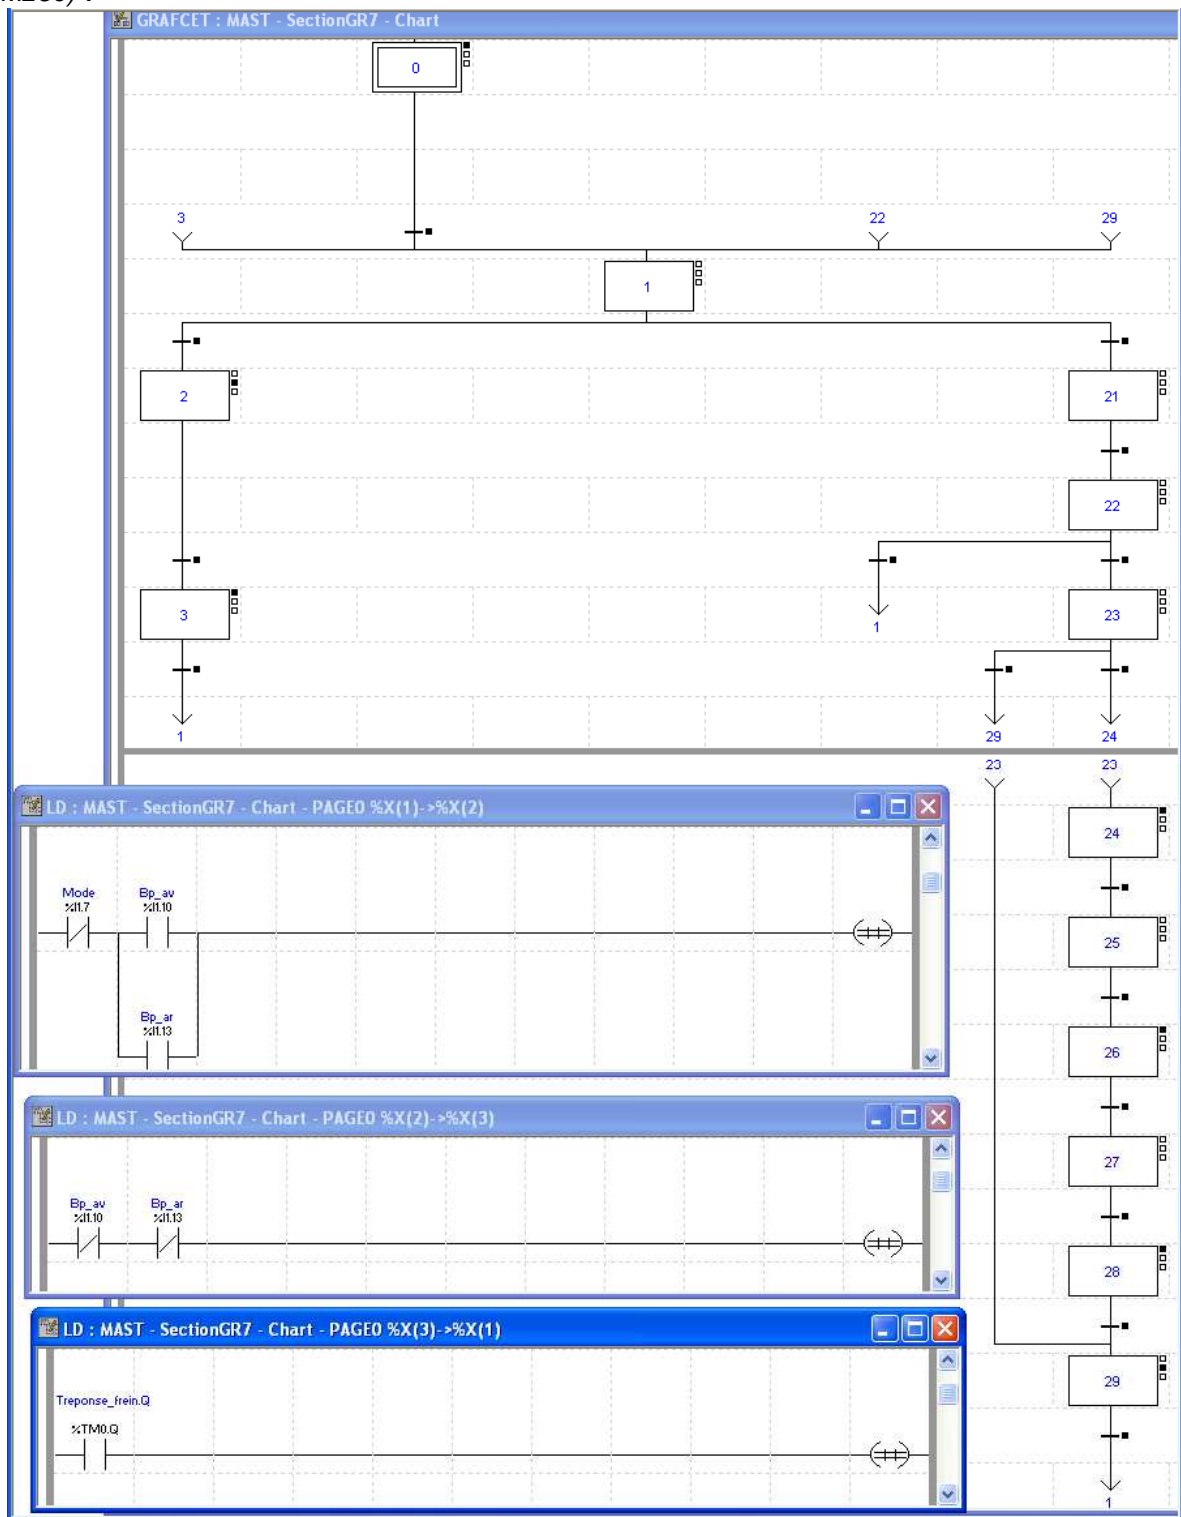 GRAFCET : MAST - SectionGR7 - Chart
0
3
22
29
1
2
21
22
3
1
23
1
29
24
23
23
LD : MAST - SectionGR7 - Chart - PAGE0 %X(1)->%X(2)
24
Mode
Bp_av
%I1.7
%I1.10
25
Bp_ar
%I1.13
26
LD : MAST - SectionGR7 - Chart - PAGE0 %X(2)->%X(3)
27
Bp_av
Bp_ar
%I1.10
%I1.13
28
LD : MAST - SectionGR7 - Chart - PAGE0 %X(3)->%X(1)
29
Treponse_frein.Q
%TM0.Q
1